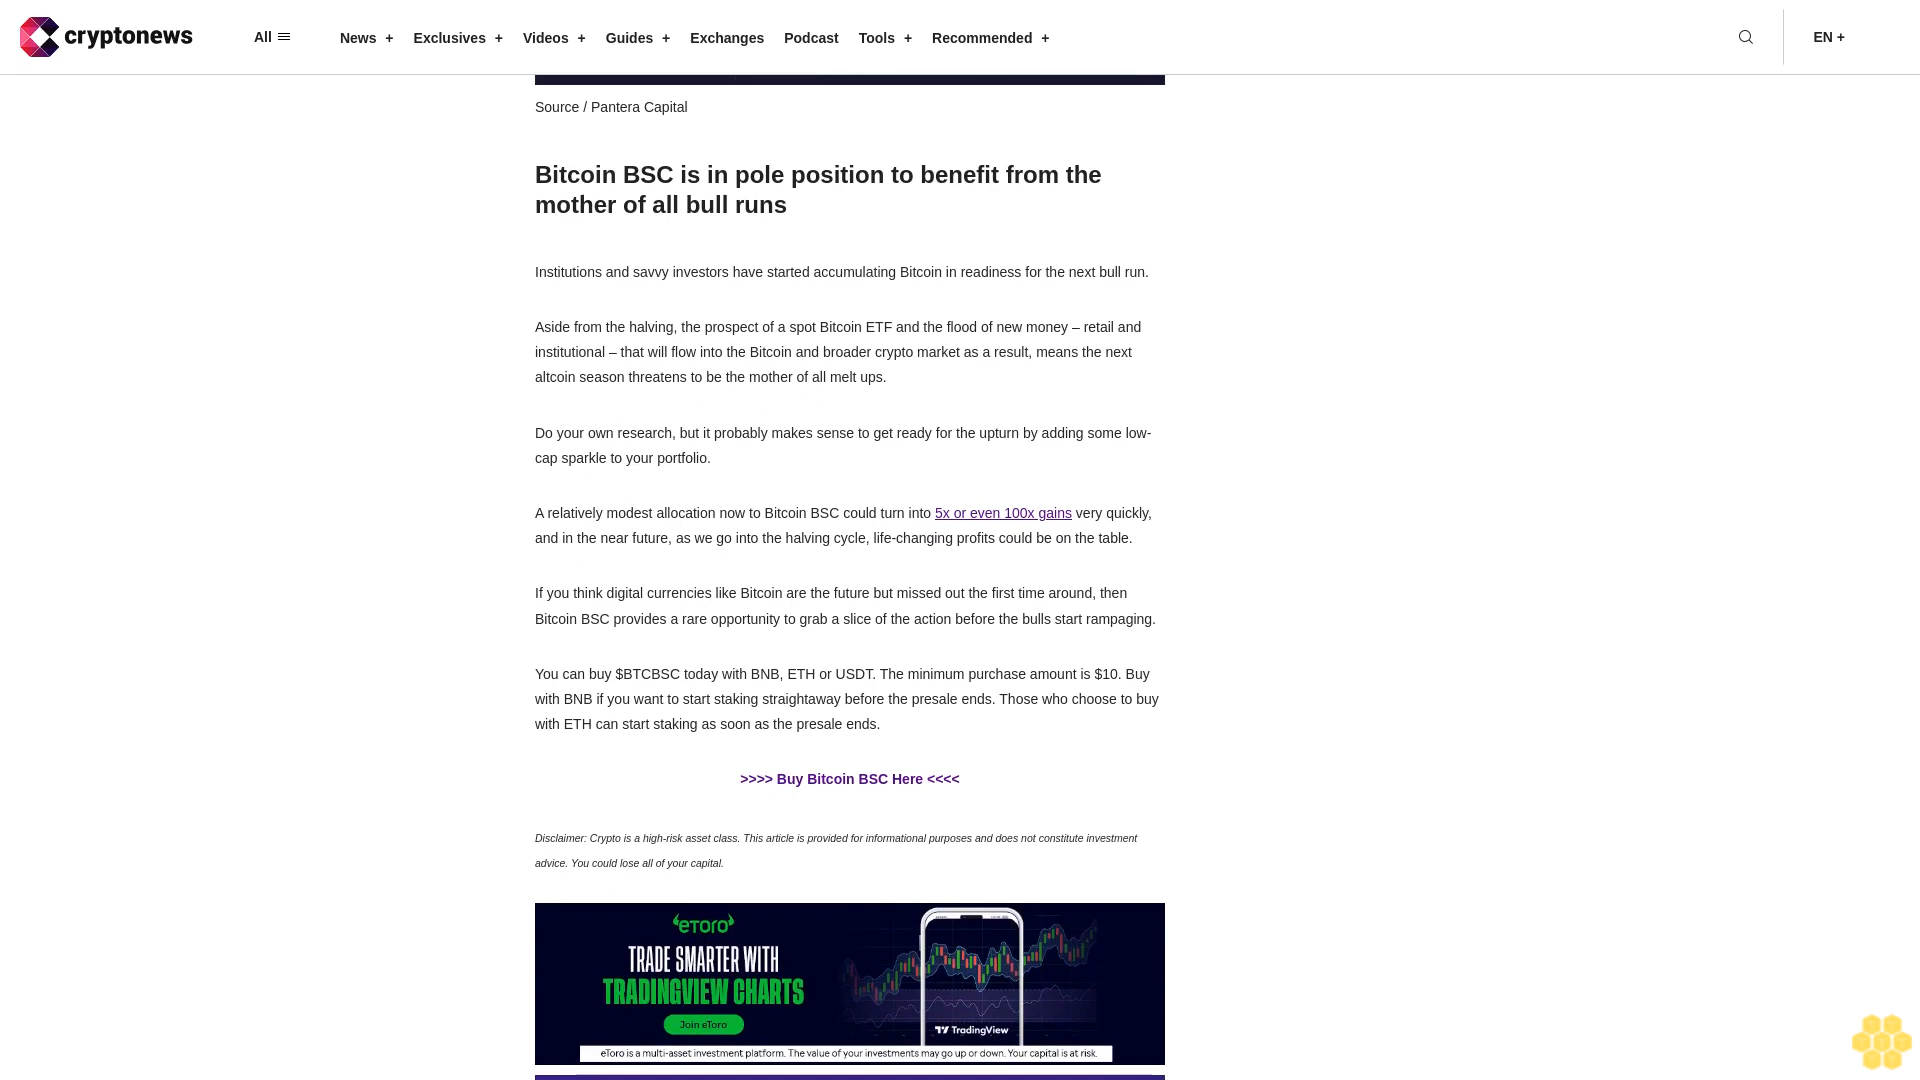 cryptonews
All
News + Exclusives + Videos + Guides + Exchanges Podcast Tools + Recommended +
EN +
Source / Pantera Capital
Bitcoin BSC is in pole position to benefit from the
mother of all bull runs
Institutions and savvy investors have started accumulating Bitcoin in readiness for the next bull run.
Aside from the halving, the prospect of a spot Bitcoin ETF and the flood of new money – retail and
institutional – that will flow into the Bitcoin and broader crypto market as a result, means the next
altcoin season threatens to be the mother of all melt ups.
Do your own research, but it probably makes sense to get ready for the upturn by adding some low-
cap sparkle to your portfolio.
A relatively modest allocation now to Bitcoin BSC could turn into 5x or even 100x gains very quickly,
and in the near future, as we go into the halving cycle, life-changing profits could be on the table.
If you think digital currencies like Bitcoin are the future but missed out the first time around, then
Bitcoin BSC provides a rare opportunity to grab a slice of the action before the bulls start rampaging.
You can buy $BTCBSC today with BNB, ETH or USDT. The minimum purchase amount is $10. Buy
with BNB if you want to start staking straightaway before the presale ends. Those who choose to buy
with ETH can start staking as soon as the presale ends.
>>>> Buy Bitcoin BSC Here <<<<
Disclaimer: Crypto is a high-risk asset class. This article is provided for informational purposes and does not constitute investment
advice. You could lose all of your capital.
eToro
TRADE SMARTER WITH
TRADINGVIEW CHARTS
Join eToro
TradingView
eToro is a multi-asset investment platform. The value of your investments may go up or down. Your capital is at risk.